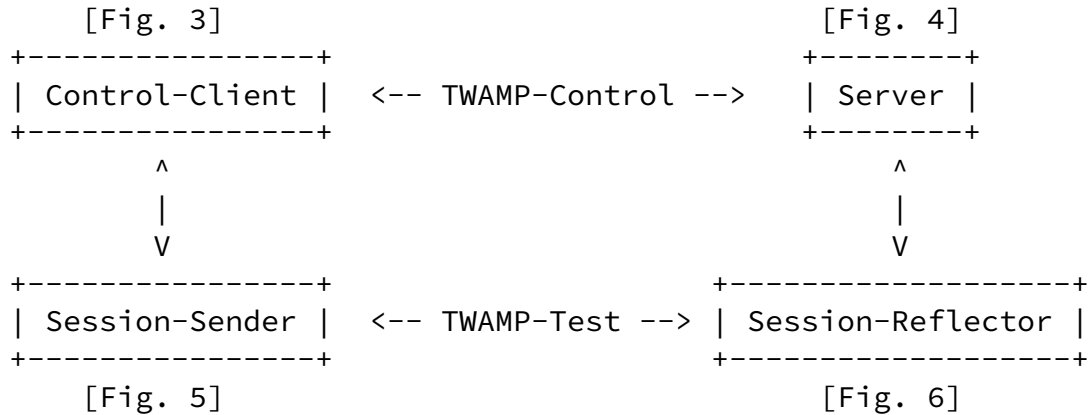 [Fig. 3] [Fig. 4]
+----------------+ +--------+
| Control-Client | <-- TWAMP-Control --> | Server |
+----------------+ +--------+
^ ^
| |
V V
+----------------+ +-------------------+
| Session-Sender | <-- TWAMP-Test --> | Session-Reflector |
+----------------+ +-------------------+
[Fig. 5] [Fig. 6]